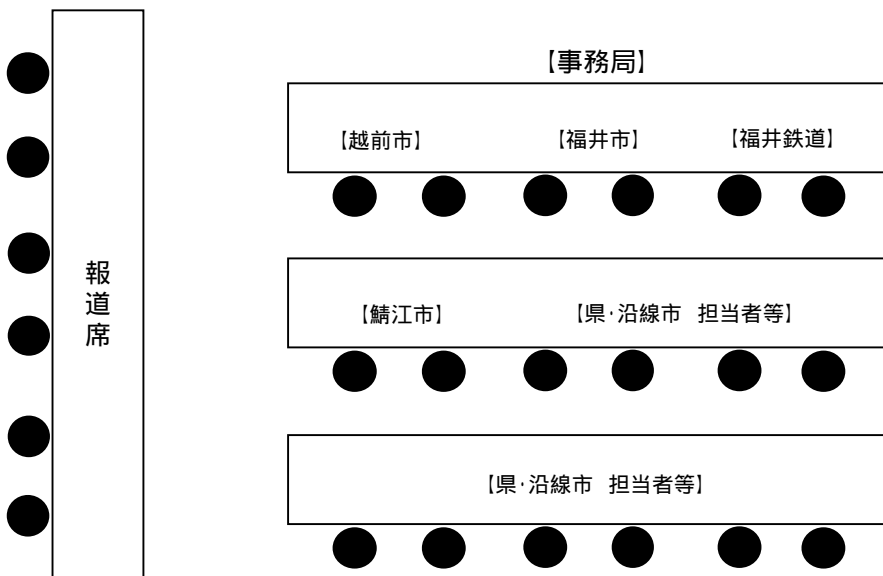 【事務局】
【越前市】 【福井市】 【福井鉄道】
報道席
【鯖江市】 【県・沿線市 担当者等】
【県・沿線市 担当者等】